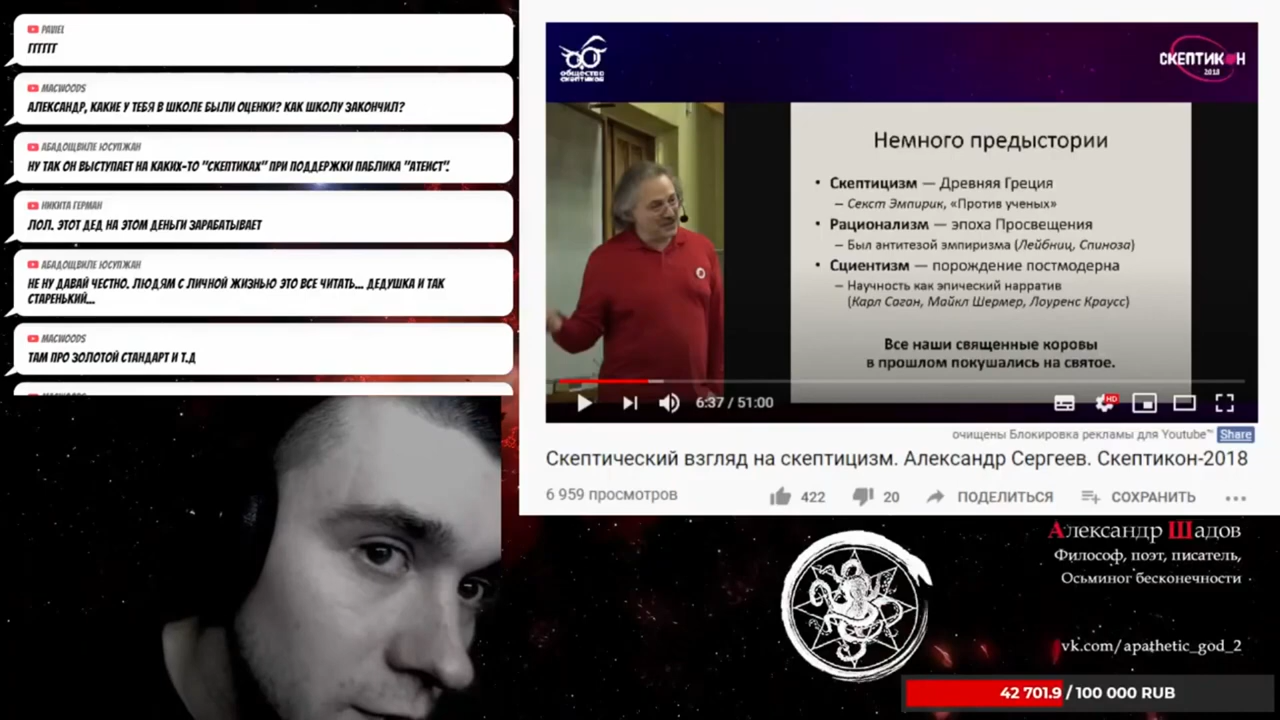 PAVIEL
ГГГГГГ
MACWOODS
АЛЕКСАНДР, КАКИЕ У ТЕБЯ В ШКОЛЕ БЫЛИ ОЦЕНКИ? КАК ШКОЛУ ЗАКОНЧИЛ?
АБАДОЩВИЛЕ ЮСУПЖАН
НУ ТАК ОН ВЫСТУПАЕТ НА КАКИХ-ТО "СКЕПТИКАХ" ПРИ ПОДДЕРЖКИ ПАБЛИКА "АТЕИСТ".
НИКИТА ГЕРМАН
ЛОЛ. ЭТОТ ДЕД НА ЭТОМ ДЕНЬГИ ЗАРАБАТЫВАЕТ
АБАДОЩВИЛЕ ЮСУПЖАН
НЕ НУ ДАВАЙ ЧЕСТНО. ЛЮДЯМ С ЛИЧНОЙ ЖИЗНЬЮ ЭТО ВСЕ ЧИТАТЬ... ДЕДУШКА И ТАК
СТАРЕНЬКИЙ...
MACWOODS
ТАМ ПРО ЗОЛОТОЙ СТАНДАРТ И Т.Д
общество
скептиков
СКЕПТИКОН
2018
Немного предыстории
• Скептицизм — Древняя Греция
– Секст Эмпирик, «Против ученых»
• Рационализм — эпоха Просвещения
– Был антитезой эмпиризма (Лейбниц, Спиноза)
• Сциентизм — порождение постмодерна
– Научность как эпический нарратив
(Карл Саган, Майкл Шермер, Лоуренс Краусс)
Все наши священные коровы
в прошлом покушались на святое.
6:37 / 51:00
HD
очищены Блокировка рекламы для Youtube™ Share
Скептический взгляд на скептицизм. Александр Сергеев. Скептикон-2018
6 959 просмотров
422
20
ПОДЕЛИТЬСЯ
СОХРАНИТЬ
Александр Шадов
Философ, поэт, писатель,
Осьминог бесконечности
vk.com/apathetic_god_2
42 701.9 / 100 000 RUB